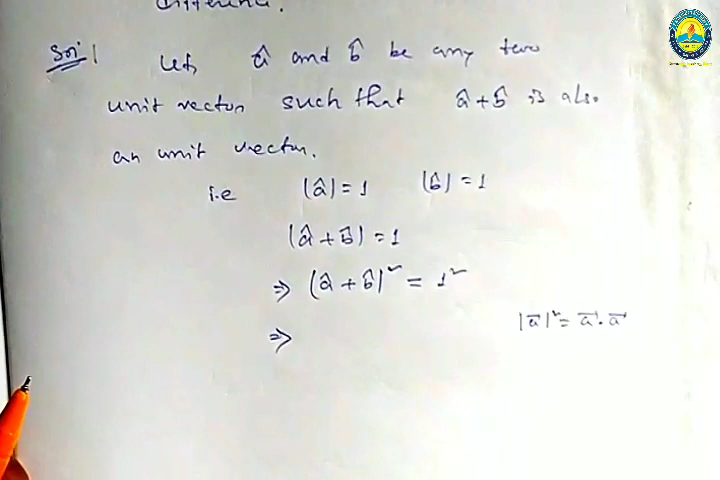 difference.
Sol: Let, â and b̂ be any two
unit vector such that â + b̂ is also
an unit vector.
i.e |â| = 1 |b̂| = 1
|â + b̂| = 1
⇒ |â + b̂|² = 1²
⇒ |a⃗|² = a⃗ . a⃗